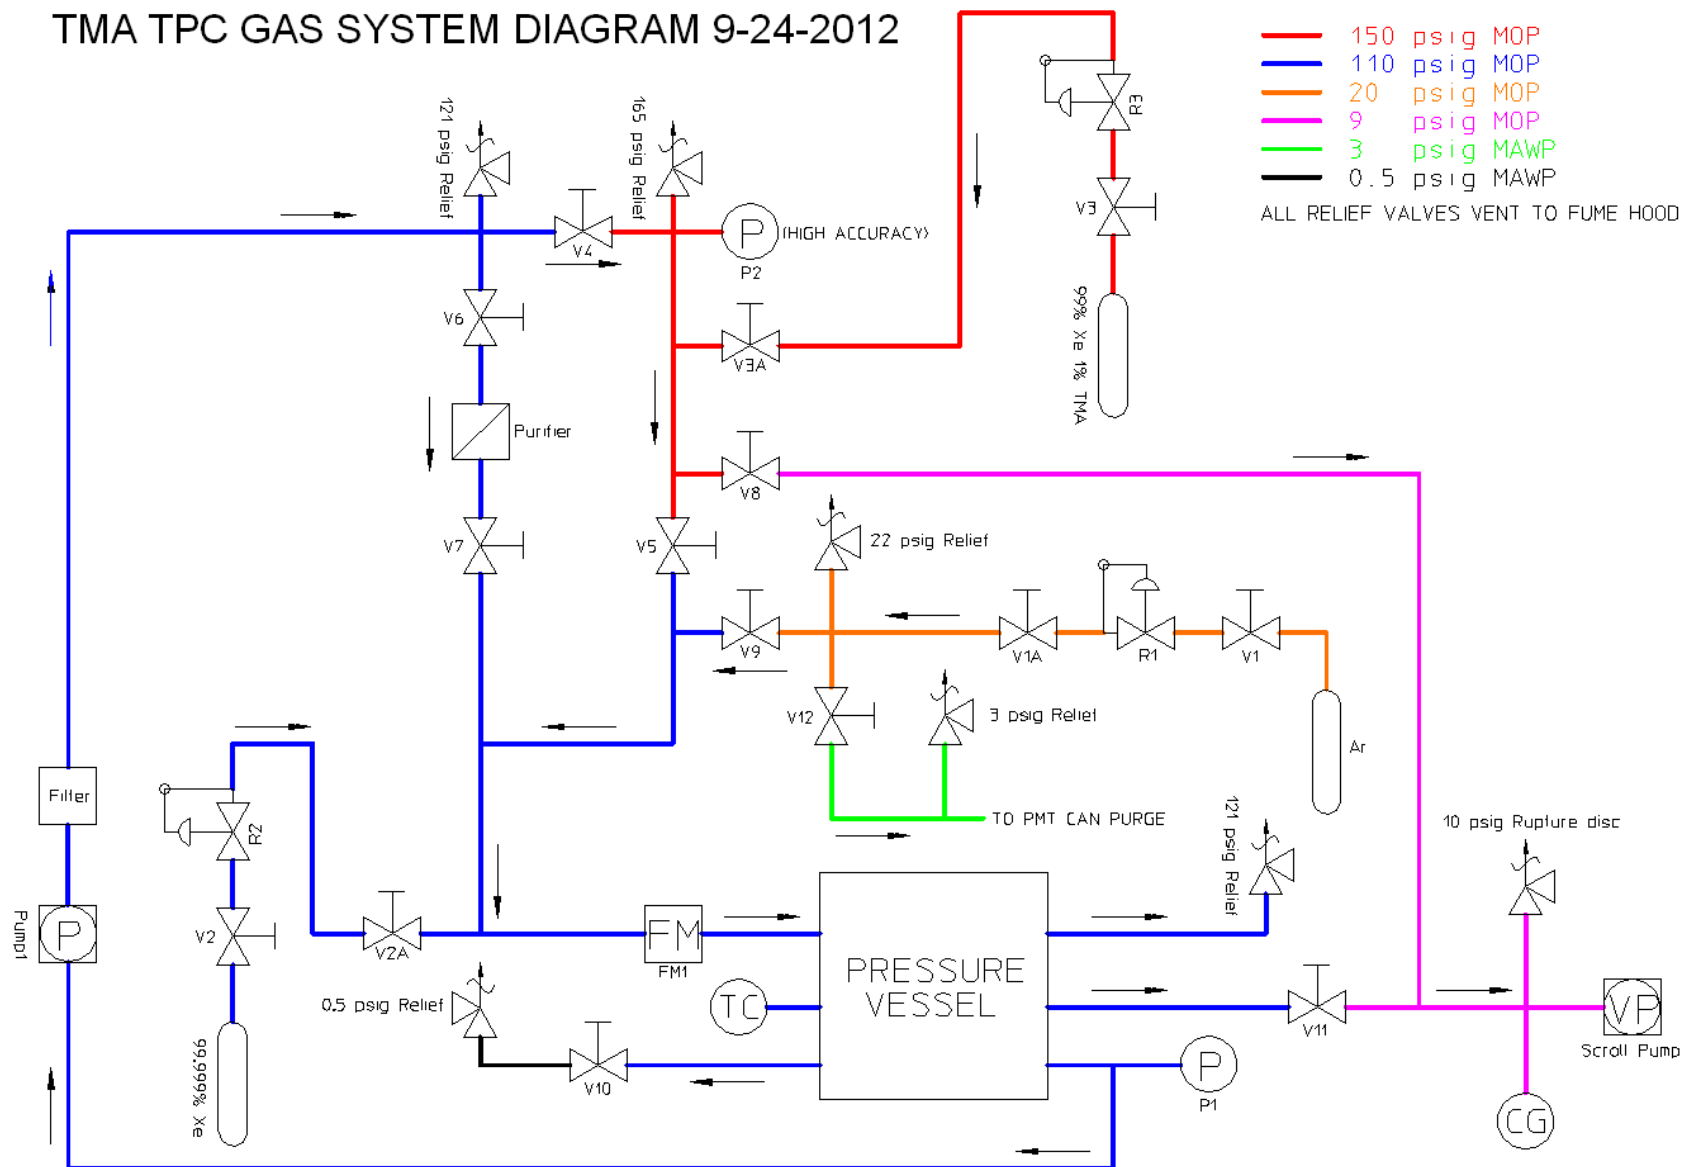 TMA TPC GAS SYSTEM DIAGRAM 9-24-2012
150 psig MOP
110 psig MOP
20 psig MOP
9 psig MOP
3 psig MAWP
0.5 psig MAWP
ALL RELIEF VALVES VENT TO FUME HOOD
121 psig Relief
165 psig Relief
R3
V3
V4
P
(HIGH ACCURACY)
P2
99% Xe 1% TMA
V6
V3A
Purifier
V8
V7
V5
22 psig Relief
V9
V1A
R1
V1
V12
3 psig Relief
Ar
Filter
R2
TO PMT CAN PURGE
121 psig Relief
10 psig Rupture disc
Pump1
P
V2
V2A
FM
FM1
PRESSURE
VESSEL
0.5 psig Relief
TC
V11
VP
Scroll Pump
99.999% Xe
V10
P
P1
CG